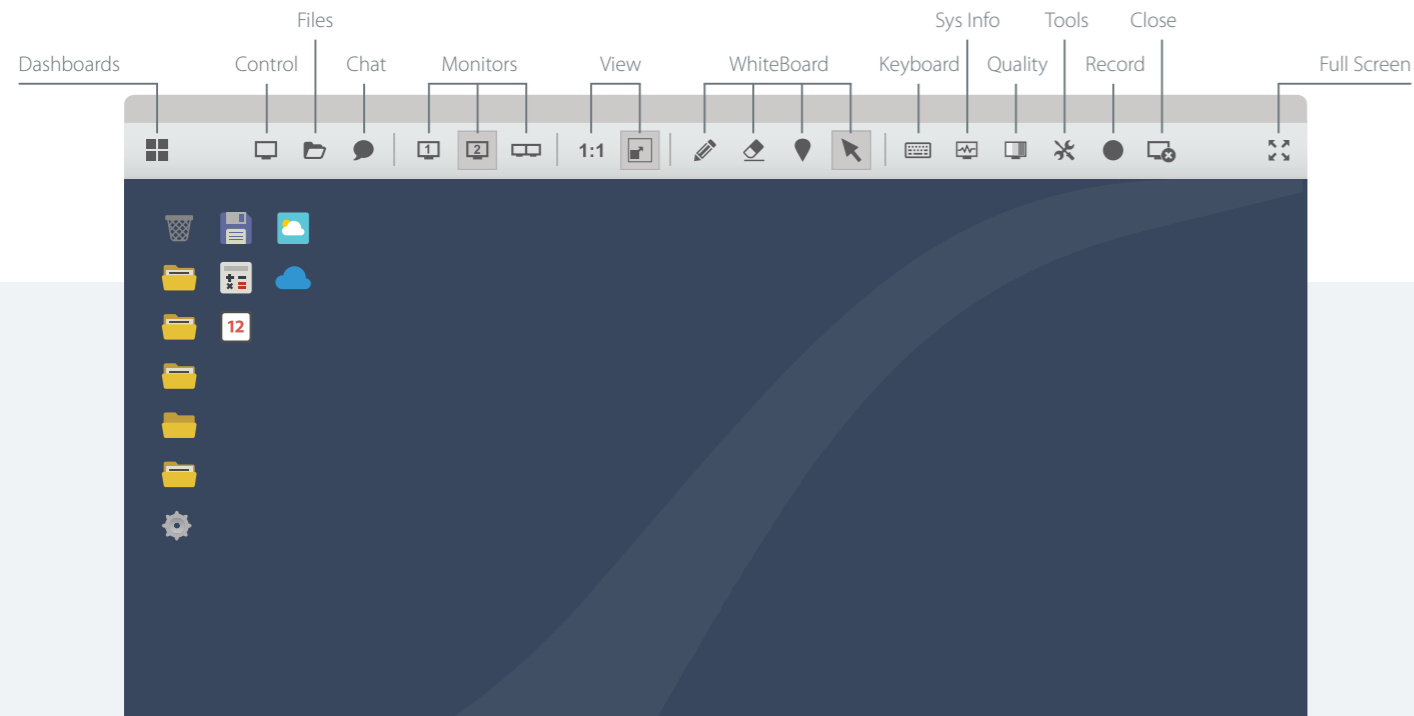 Files Sys Info Tools Close
Dashboards Control Chat Monitors View WhiteBoard Keyboard Quality Record Full Screen
1 2 1:1
12